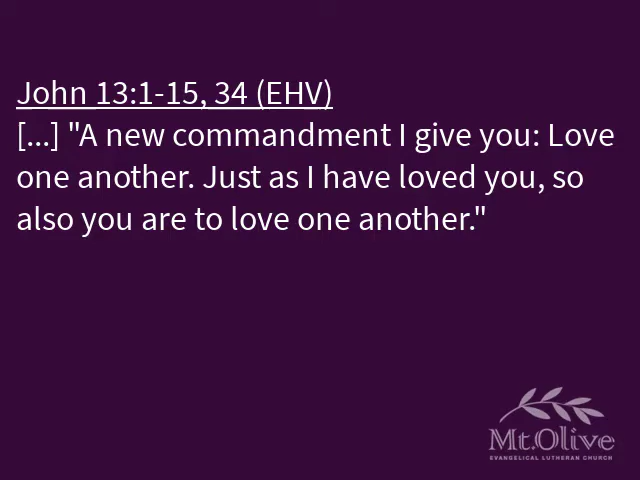 John 13:1-15, 34 (EHV)
[...] "A new commandment I give you: Love
one another. Just as I have loved you, so
also you are to love one another."
Mt.Olive
EVANGELICAL LUTHERAN CHURCH